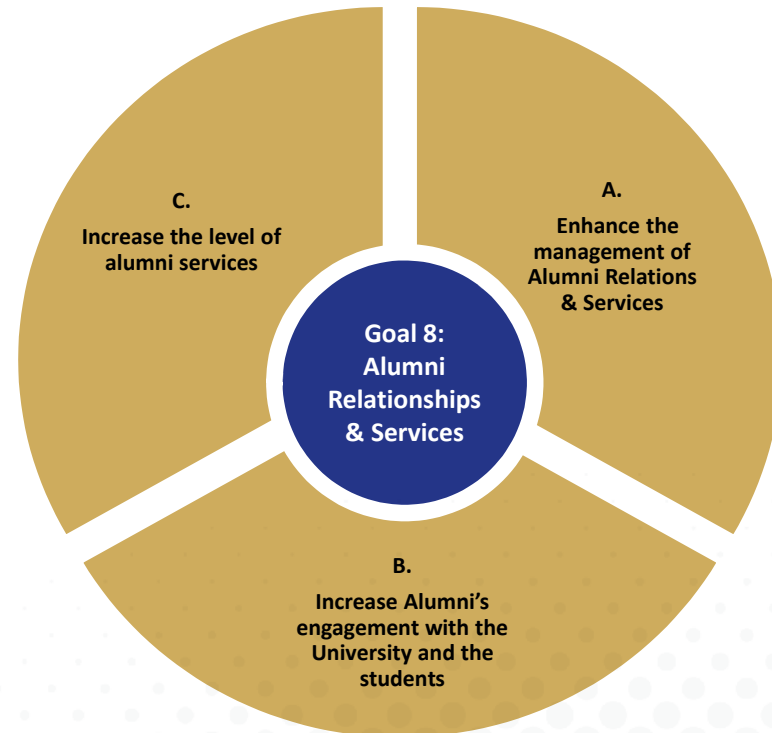 C.
Increase the level of
alumni services
A.
Enhance the
management of
Alumni Relations
& Services
Goal 8:
Alumni
Relationships
& Services
B.
Increase Alumni’s
engagement with the
University and the
students